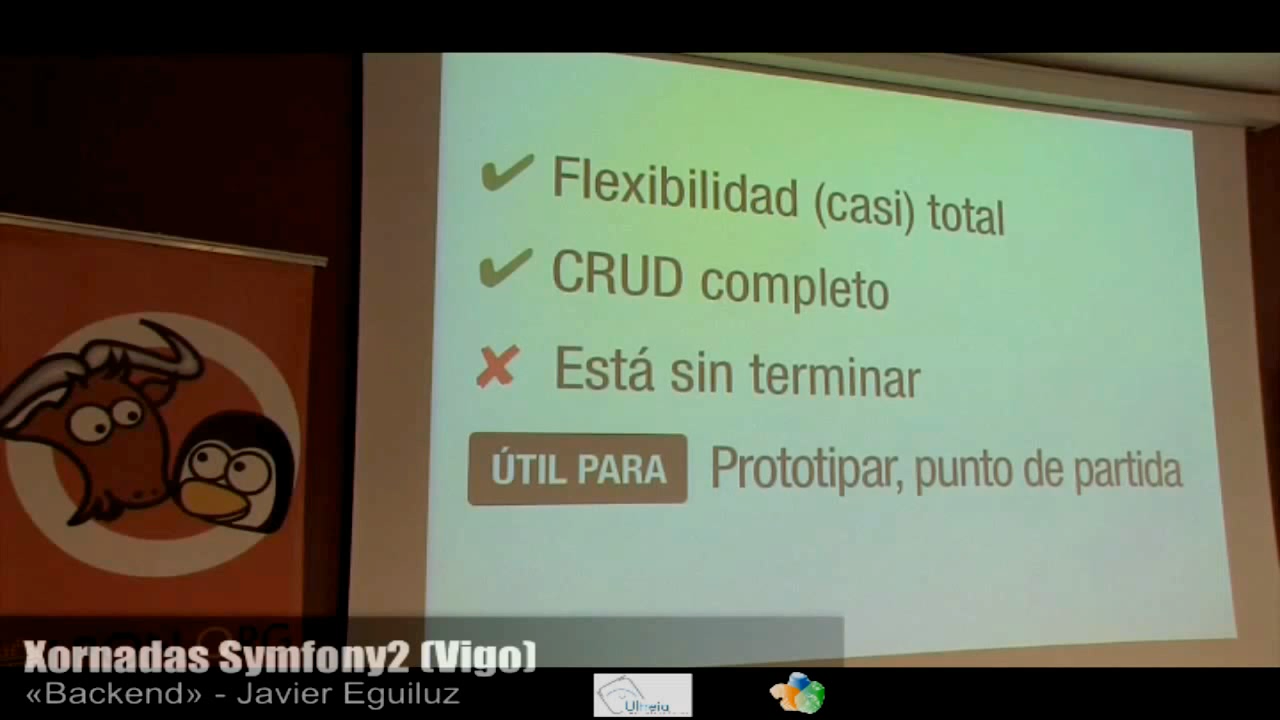 ✔ Flexibilidad (casi) total
✔ CRUD completo
✘ Está sin terminar
ÚTIL PARA Prototipar, punto de partida
Xornadas Symfony2 (Vigo)
«Backend» - Javier Eguiluz
Ultreia